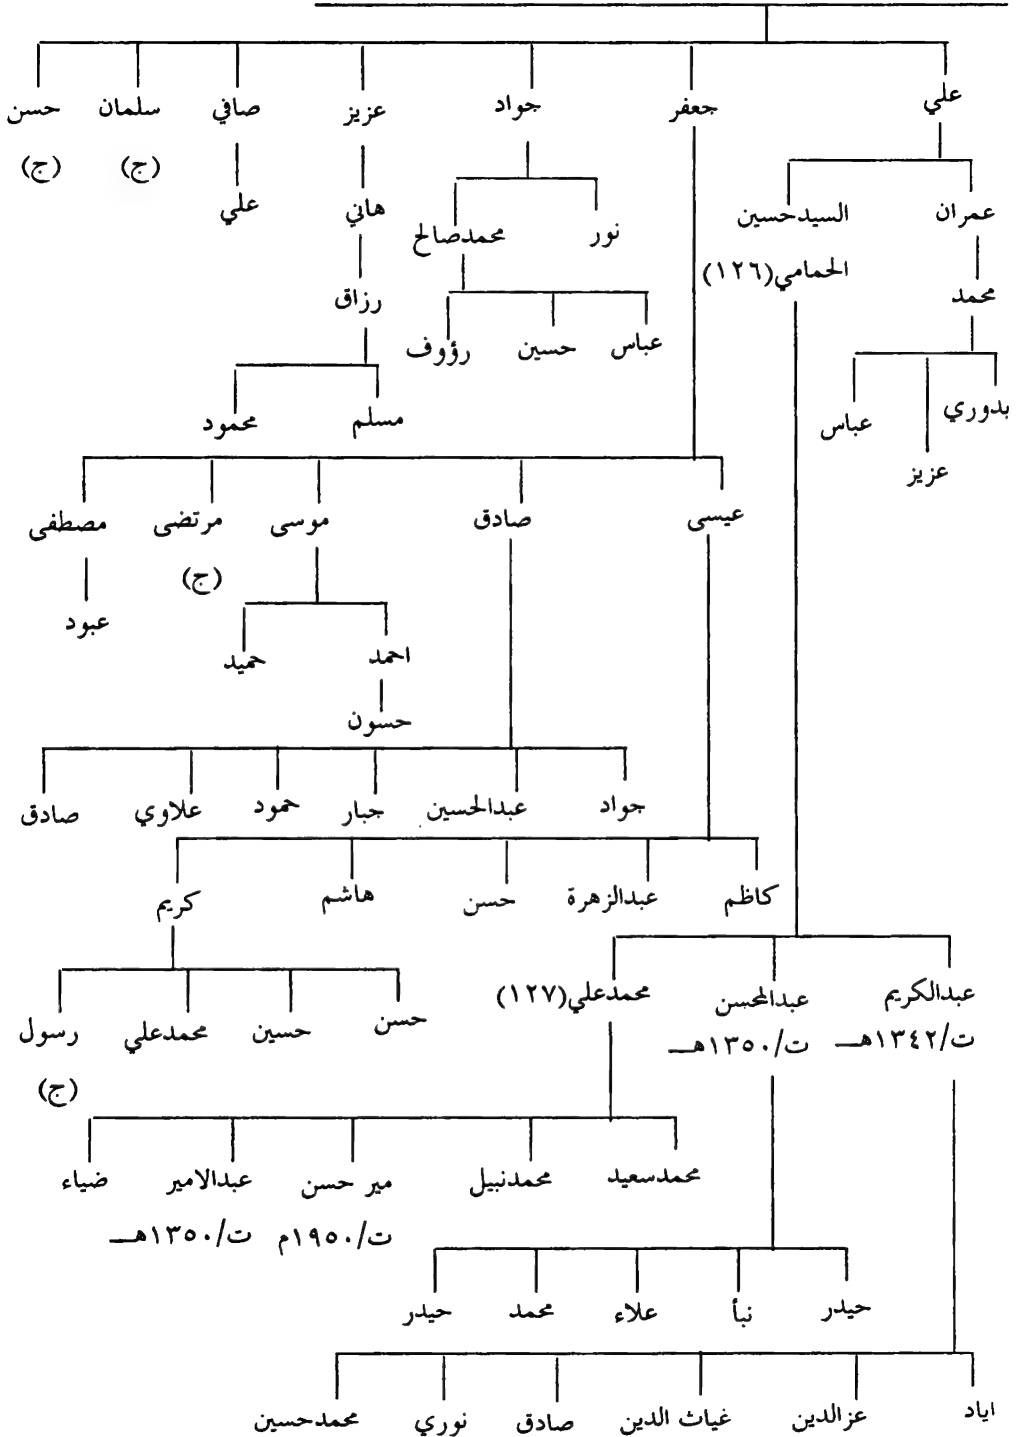 علي جعفر جواد عزيز صافي سلمان حسن
(ج) (ج)
السيدحسين عمران هاني علي
نور محمدصالح
الحمامي(١٢٦) محمد رزاق
عباس حسين رؤوف
بدوري عباس مسلم محمود
عزيز
عيسى صادق موسى مرتضى مصطفى
(ج)
عبود
احمد حميد
حسون
جواد عبدالحسين جبار حمود علاوي صادق
كاظم عبدالزهرة حسن هاشم كريم
عبدالكريم عبدالمحسن محمدعلي(١٢٧)
حسن حسين محمدعلي رسول
ت/١٣٤٢هـ ت/١٣٥٠هـ
(ج)
محمدسعيد محمدنبيل مير حسن عبدالامير ضياء
ت/١٩٥٠م ت/١٣٥٠هـ
حيدر نبأ علاء محمد حيدر
اياد عزالدين غياث الدين صادق نوري محمدحسين